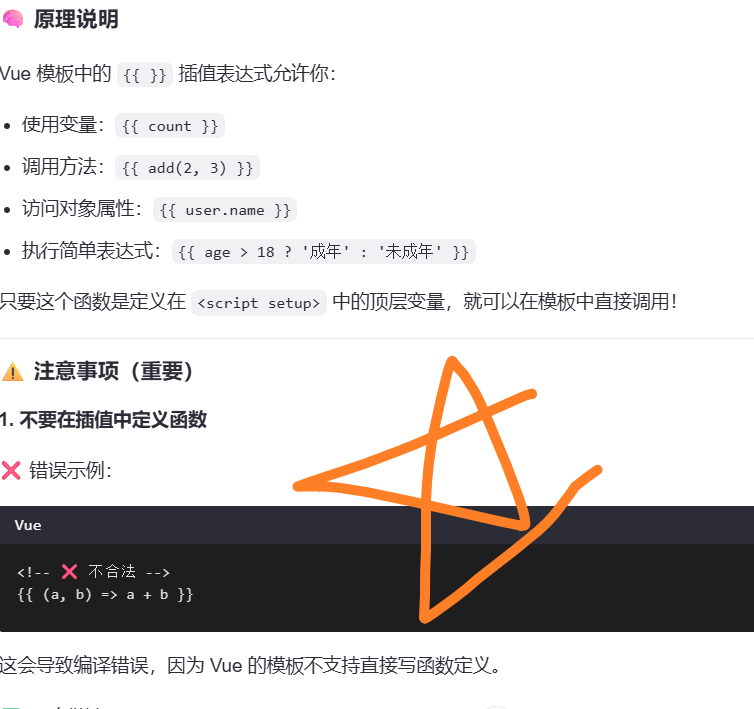 原理说明
Vue 模板中的 {{ }} 插值表达式允许你：
使用变量：{{ count }}
调用方法：{{ add(2, 3) }}
访问对象属性：{{ user.name }}
执行简单表达式：{{ age > 18 ? '成年' : '未成年' }}
只要这个函数是定义在 <script setup> 中的顶层变量，就可以在模板中直接调用！
注意事项（重要）
1. 不要在插值中定义函数
❌ 错误示例：
Vue
<!-- ❌ 不合法 -->
{{ (a, b) => a + b }}
这会导致编译错误，因为 Vue 的模板不支持直接写函数定义。